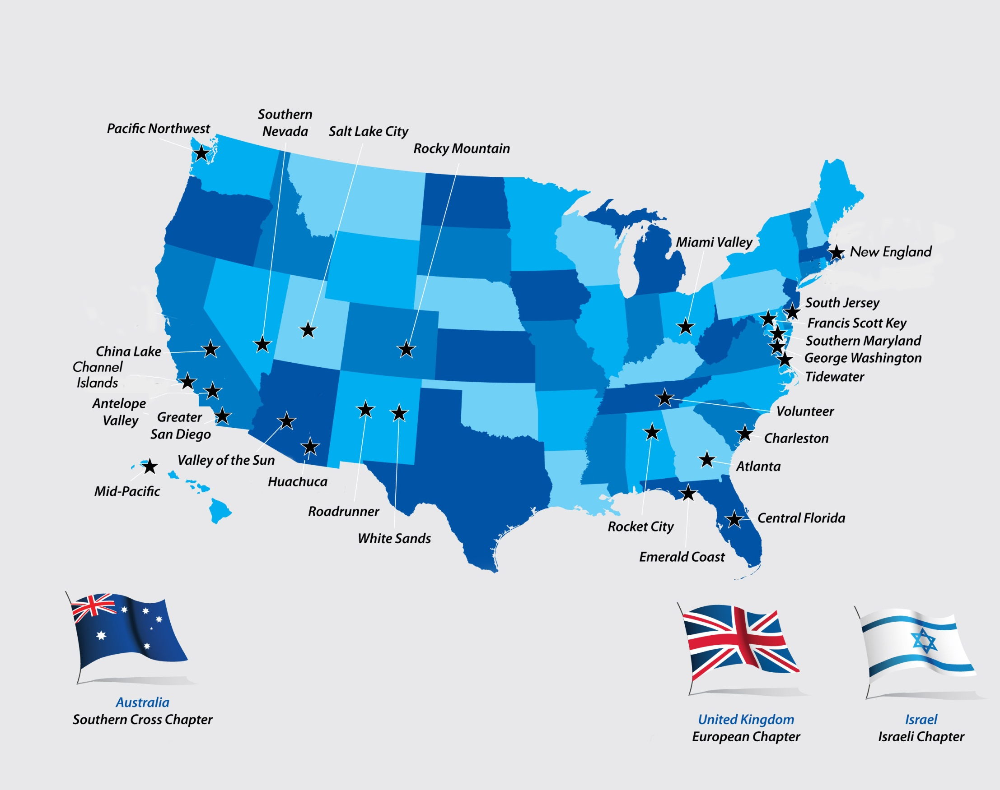 Southern
Nevada
Pacific Northwest
Salt Lake City
Rocky Mountain
Miami Valley
New England
South Jersey
Francis Scott Key
Southern Maryland
George Washington
Tidewater
China Lake
Channel
Islands
Antelope
Valley
Greater
San Diego
Volunteer
Charleston
Valley of the Sun
Atlanta
Huachuca
Mid-Pacific
Roadrunner
Central Florida
Rocket City
White Sands
Emerald Coast
Australia
Southern Cross Chapter
United Kingdom
European Chapter
Israel
Israeli Chapter